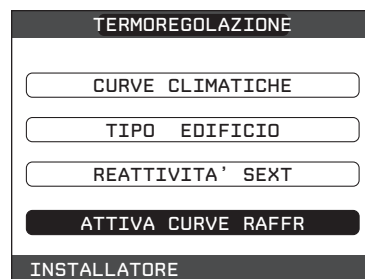 TERMOREGOLAZIONE
CURVE CLIMATICHE
TIPO EDIFICIO
REATTIVITA' SEXT
ATTIVA CURVE RAFFR
INSTALLATORE